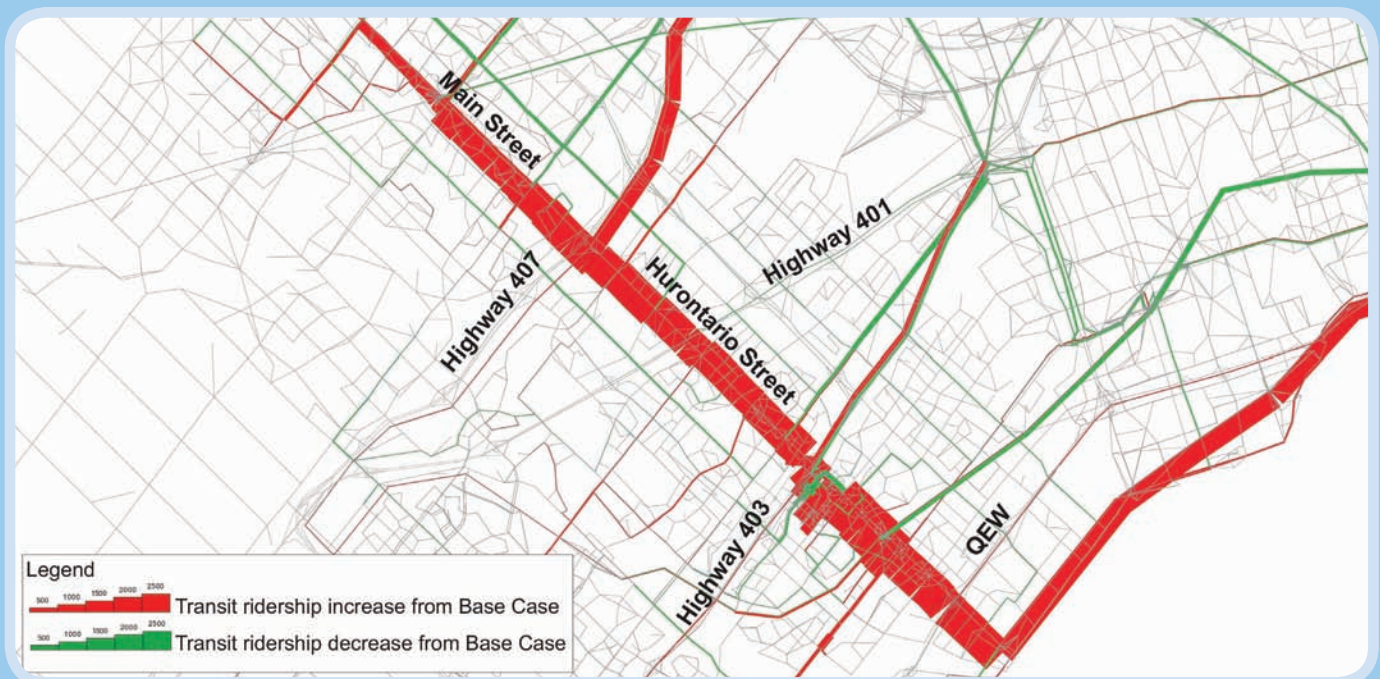 Main Street
Highway 401
Highway 407
Hurontario Street
Highway 403
QEW
Legend
500 1000 1500 2000 2500
Transit ridership increase from Base Case
500 1000 1500 2000 2500
Transit ridership decrease from Base Case